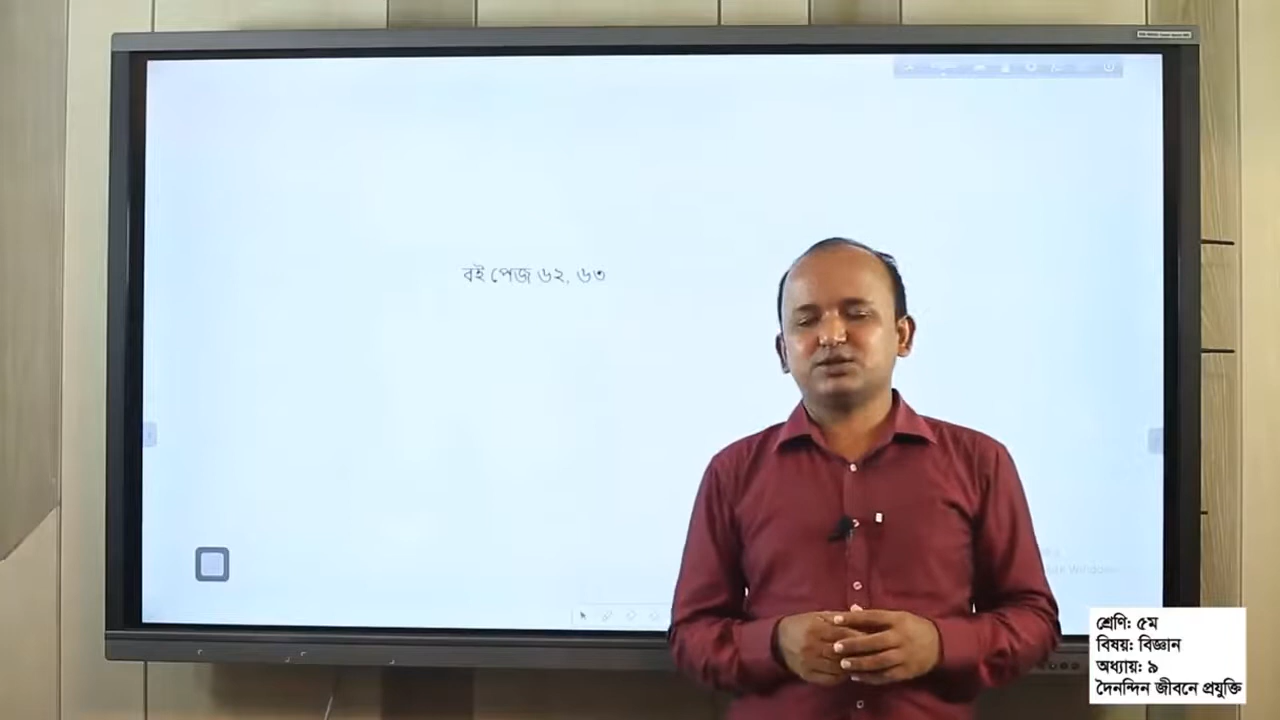 বই পেজ ৬২, ৬৩
শ্রেণি: ৫ম
বিষয়: বিজ্ঞান
অধ্যায়: ৯
দৈনন্দিন জীবনে প্রযুক্তি